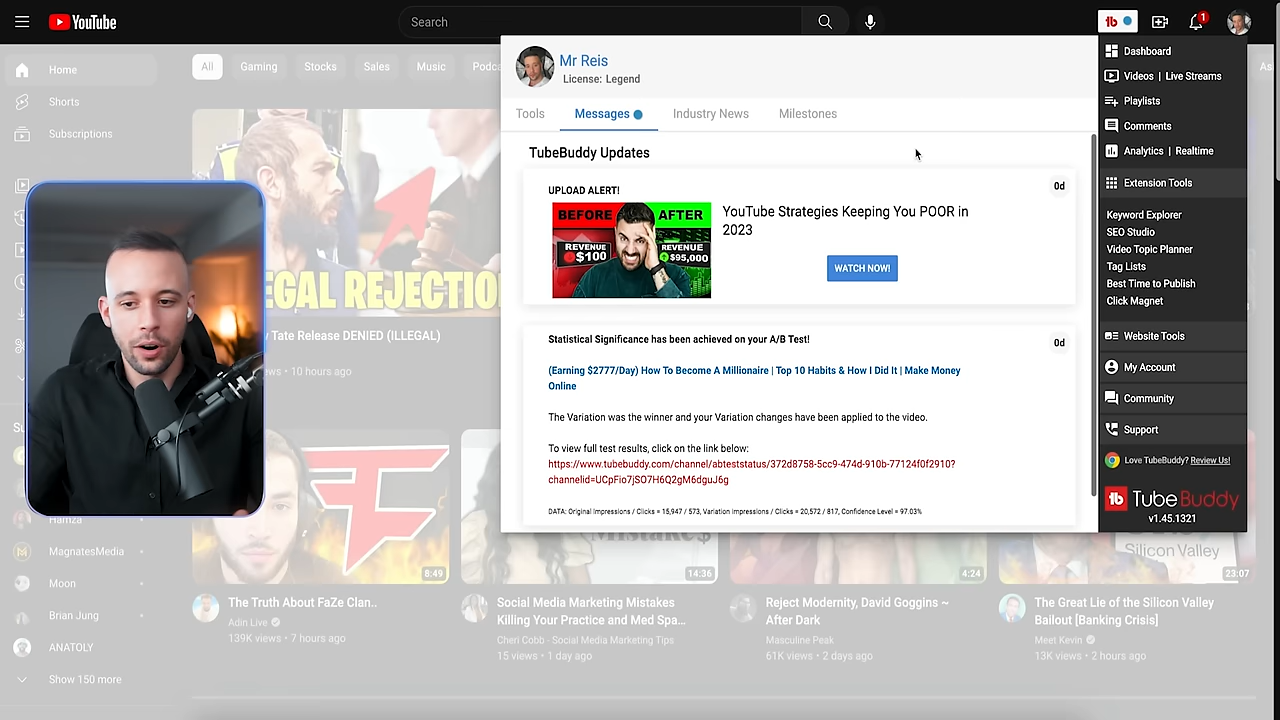 YouTube
Search
tb
1
Home
Shorts
Subscriptions
All
Gaming
Stocks
Sales
Music
Mr Reis
License: Legend
Tools
Messages
Industry News
Milestones
TubeBuddy Updates
UPLOAD ALERT!
0d
BEFORE
AFTER
REVENUE
$100
REVENUE
$95,000
YouTube Strategies Keeping You POOR in
2023
WATCH NOW!
Statistical Significance has been achieved on your A/B Test!
0d
(Earning $2777/Day) How To Become A Millionaire | Top 10 Habits & How I Did It | Make Money
Online
The Variation was the winner and your Variation changes have been applied to the video.
To view full test results, click on the link below:
https://www.tubebuddy.com/channel/abteststatus/372d8758-5cc9-474d-910b-77124f0f2910?
channelid=UCpFio7jSO7H6Q2gM6dguJ6g
DATA: Original Impressions / Clicks = 15,947 / 573, Variation Impressions / Clicks = 20,572 / 817, Confidence Level = 97.03%
Dashboard
Videos | Live Streams
Playlists
Comments
Analytics | Realtime
Extension Tools
Keyword Explorer
SEO Studio
Video Topic Planner
Tag Lists
Best Time to Publish
Click Magnet
Website Tools
My Account
Community
Support
Love TubeBuddy? Review Us!
tb TubeBuddy
v1.45.1321
EGAL REJECTIO
Tate Release DENIED (ILLEGAL)
• 10 hours ago
Hamza
MagnatesMedia
Moon
Brian Jung
ANATOLY
Show 150 more
8:49
The Truth About FaZe Clan..
Adin Live
139K views • 7 hours ago
14:36
Social Media Marketing Mistakes
Killing Your Practice and Med Spa...
Cheri Cobb - Social Media Marketing Tips
15 views • 1 day ago
4:24
Reject Modernity, David Goggins ~
After Dark
Masculine Peak
61K views • 2 days ago
Silicon Valley
23:07
The Great Lie of the Silicon Valley
Bailout [Banking Crisis]
Meet Kevin
13K views • 2 hours ago